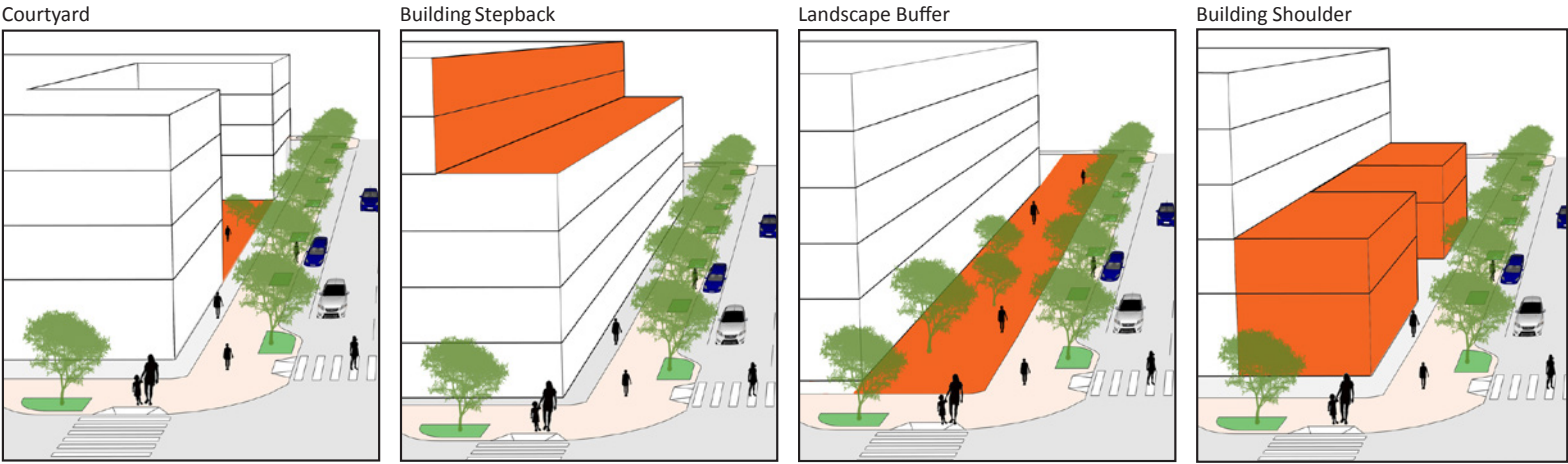 Courtyard
Building Stepback
Landscape Buffer
Building Shoulder